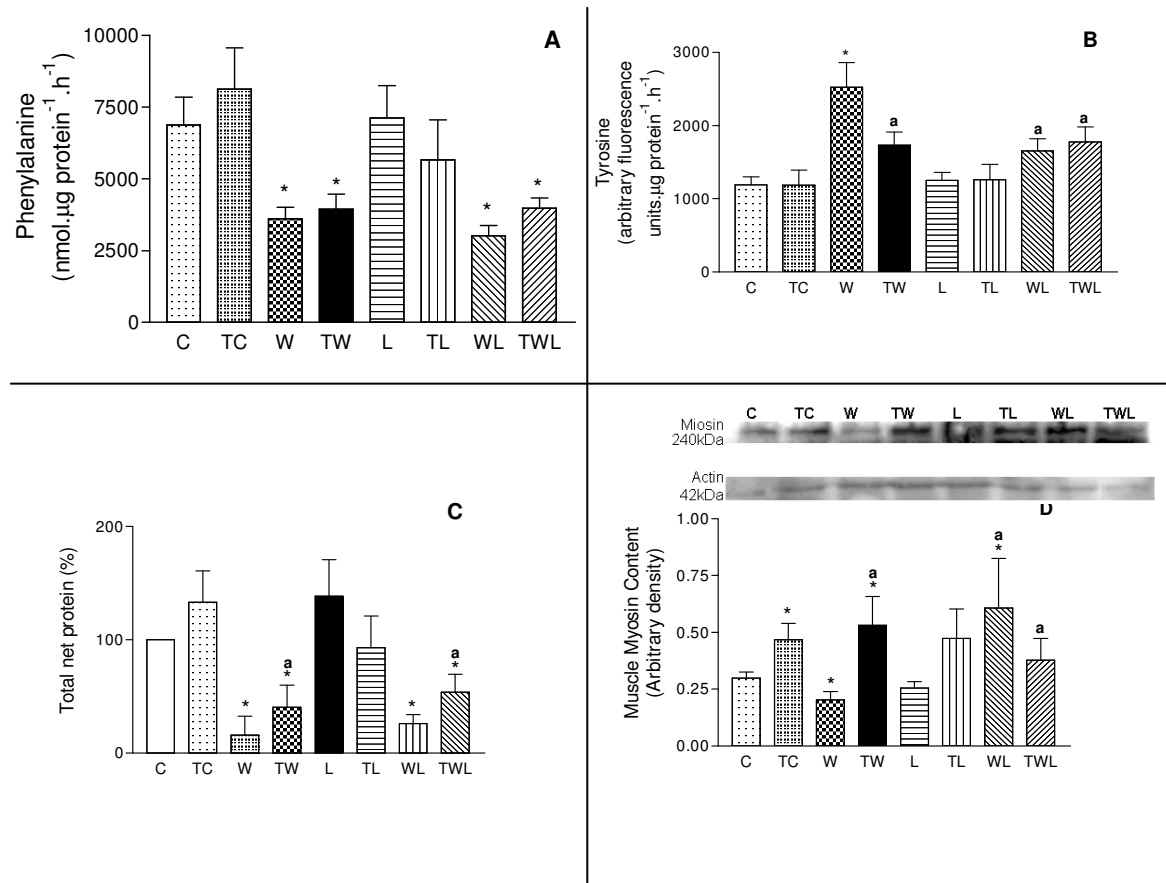 A
Phenylalanine
(nmol.µg protein⁻¹.h⁻¹)
10000
7500
5000
2500
0
* * * *
C TC W TW L TL WL TWL
B
Tyrosine
(arbitrary fluorescence
units.µg protein⁻¹.h⁻¹)
3000
2000
1000
0
* a a a
C TC W TW L TL WL TWL
C
Total net protein (%)
200
100
0
a a
* * * *
C TC W TW L TL WL TWL
C TC W TW L TL WL TWL
Miosin
240kDa
Actin
42kDa
D
Muscle Myosin Content
(Arbitrary density)
1.00
0.75
0.50
0.25
0.00
a a
* * * * a
C TC W TW L TL WL TWL